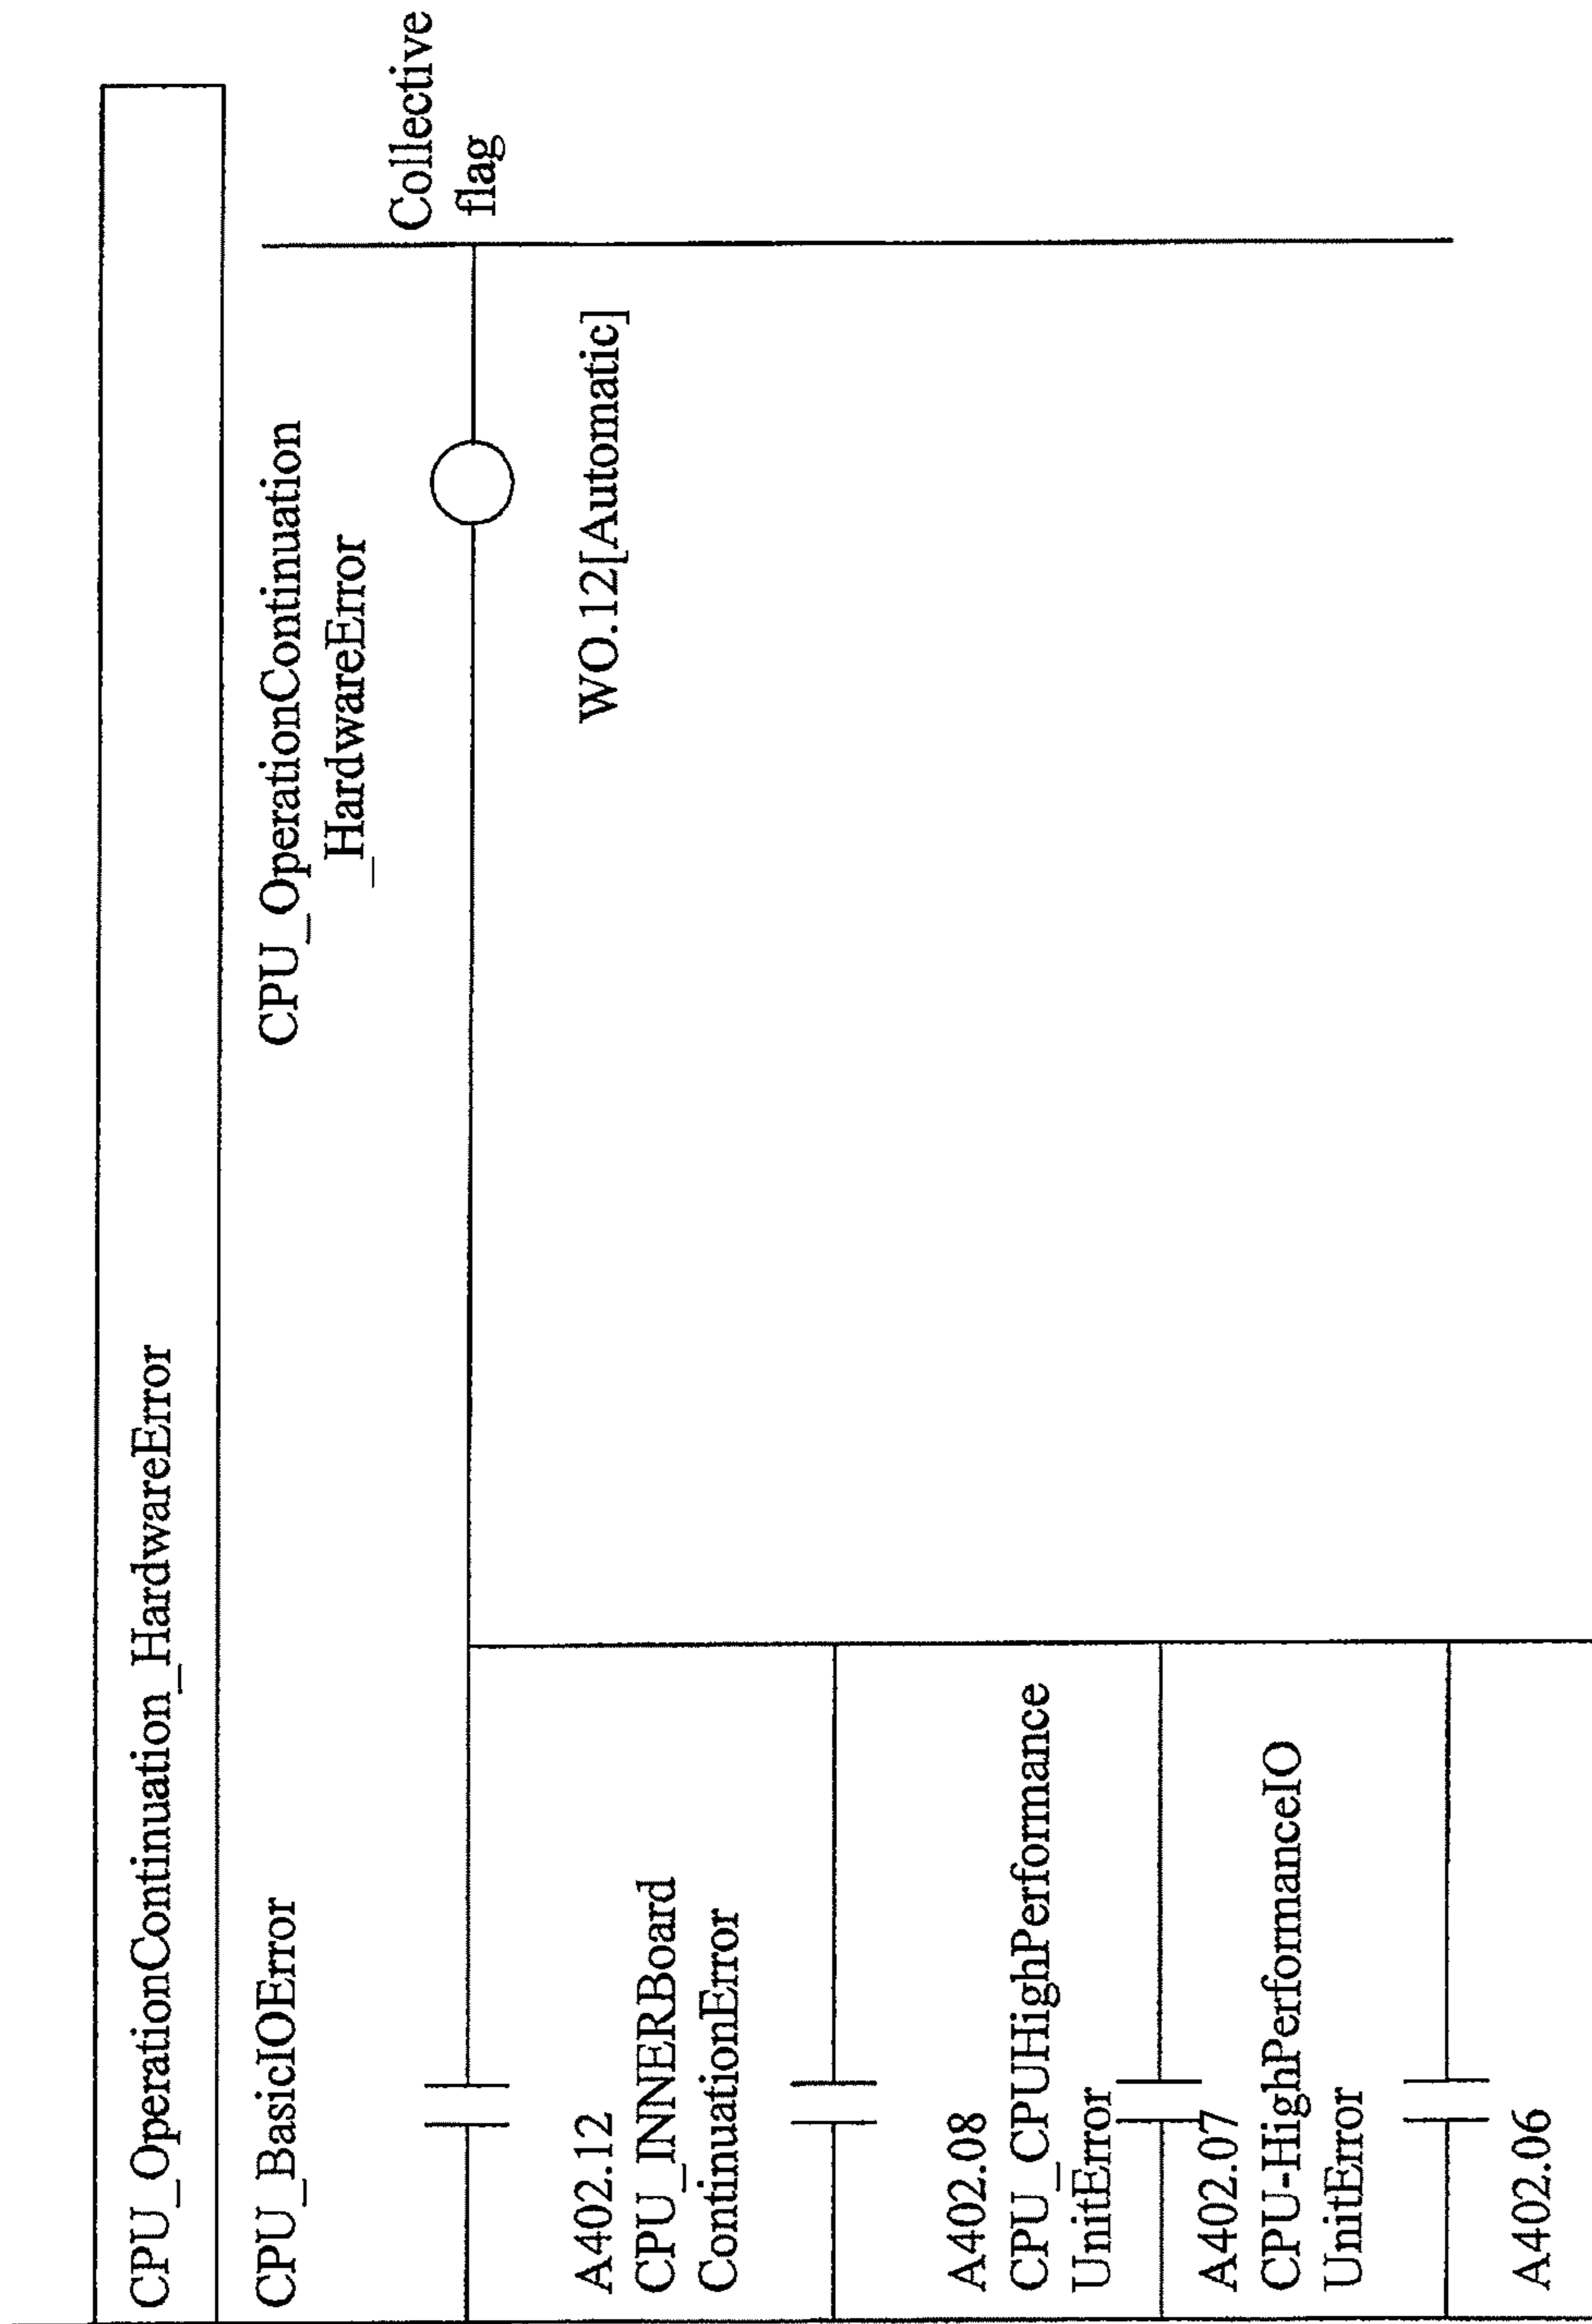 CPU_OperationContinuation_HardwareError
CPU_BasicIOError
CPU_OperationContinuation
_HardwareError
Collective
flag
A402.12
WO.12[Automatic]
CPU_INNERBoard
ContinuationError
A402.08
CPU_CPUHighPerformance
UnitError
A402.07
CPU-HighPerformanceIO
UnitError
A402.06